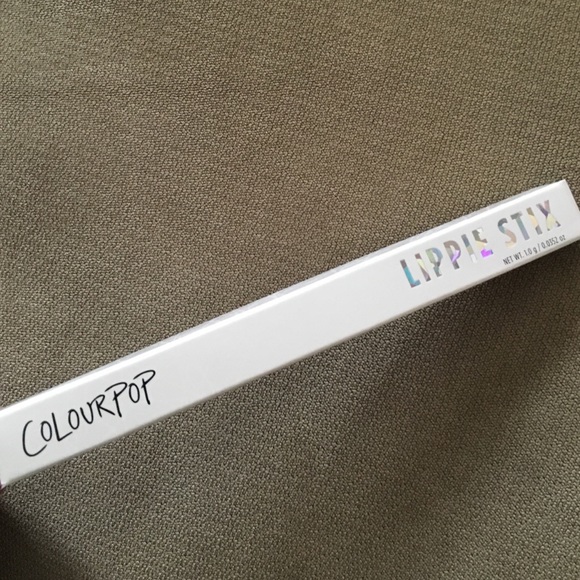 COLOURPOP
LIPPIE STIX
NET WT. 1.0 g / 0.0352 oz